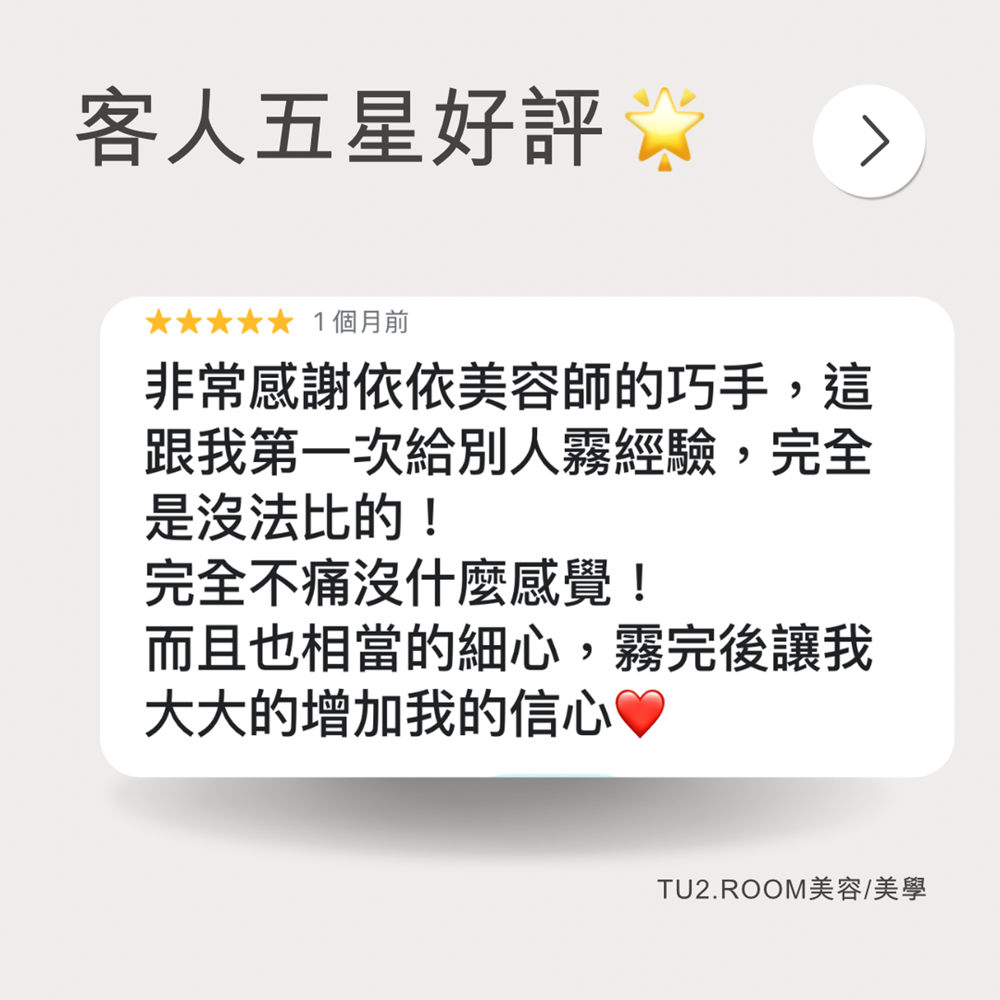 客人五星好評🌟
★★★★★ 1 個月前
非常感謝依依美容師的巧手，這
跟我第一次給別人霧經驗，完全
是沒法比的！
完全不痛沒什麼感覺！
而且也相當的細心，霧完後讓我
大大的增加我的信心❤️
TU2.ROOM美容/美學